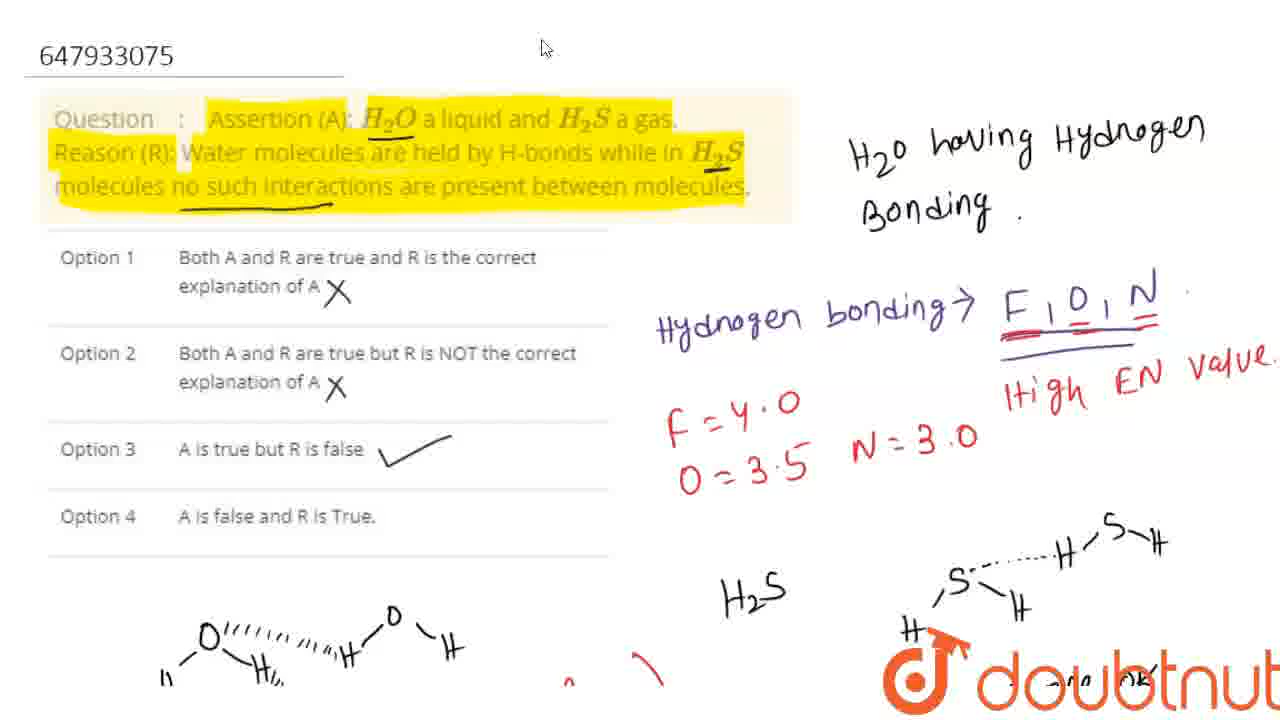 647933075
Question : Assertion (A): H₂O a liquid and H₂S a gas.
Reason (R): Water molecules are held by H-bonds while in H₂S
molecules no such interactions are present between molecules.
Option 1 Both A and R are true and R is the correct
explanation of A X
Option 2 Both A and R are true but R is NOT the correct
explanation of A X
Option 3 A is true but R is false ✓
Option 4 A is false and R is True.
H₂O having Hydrogen
Bonding.
Hydrogen bonding → F, O, N
High EN value.
F = 4.0
O = 3.5 N = 3.0
H₂S
S H S H
H H
O H O H
H
doubtnut